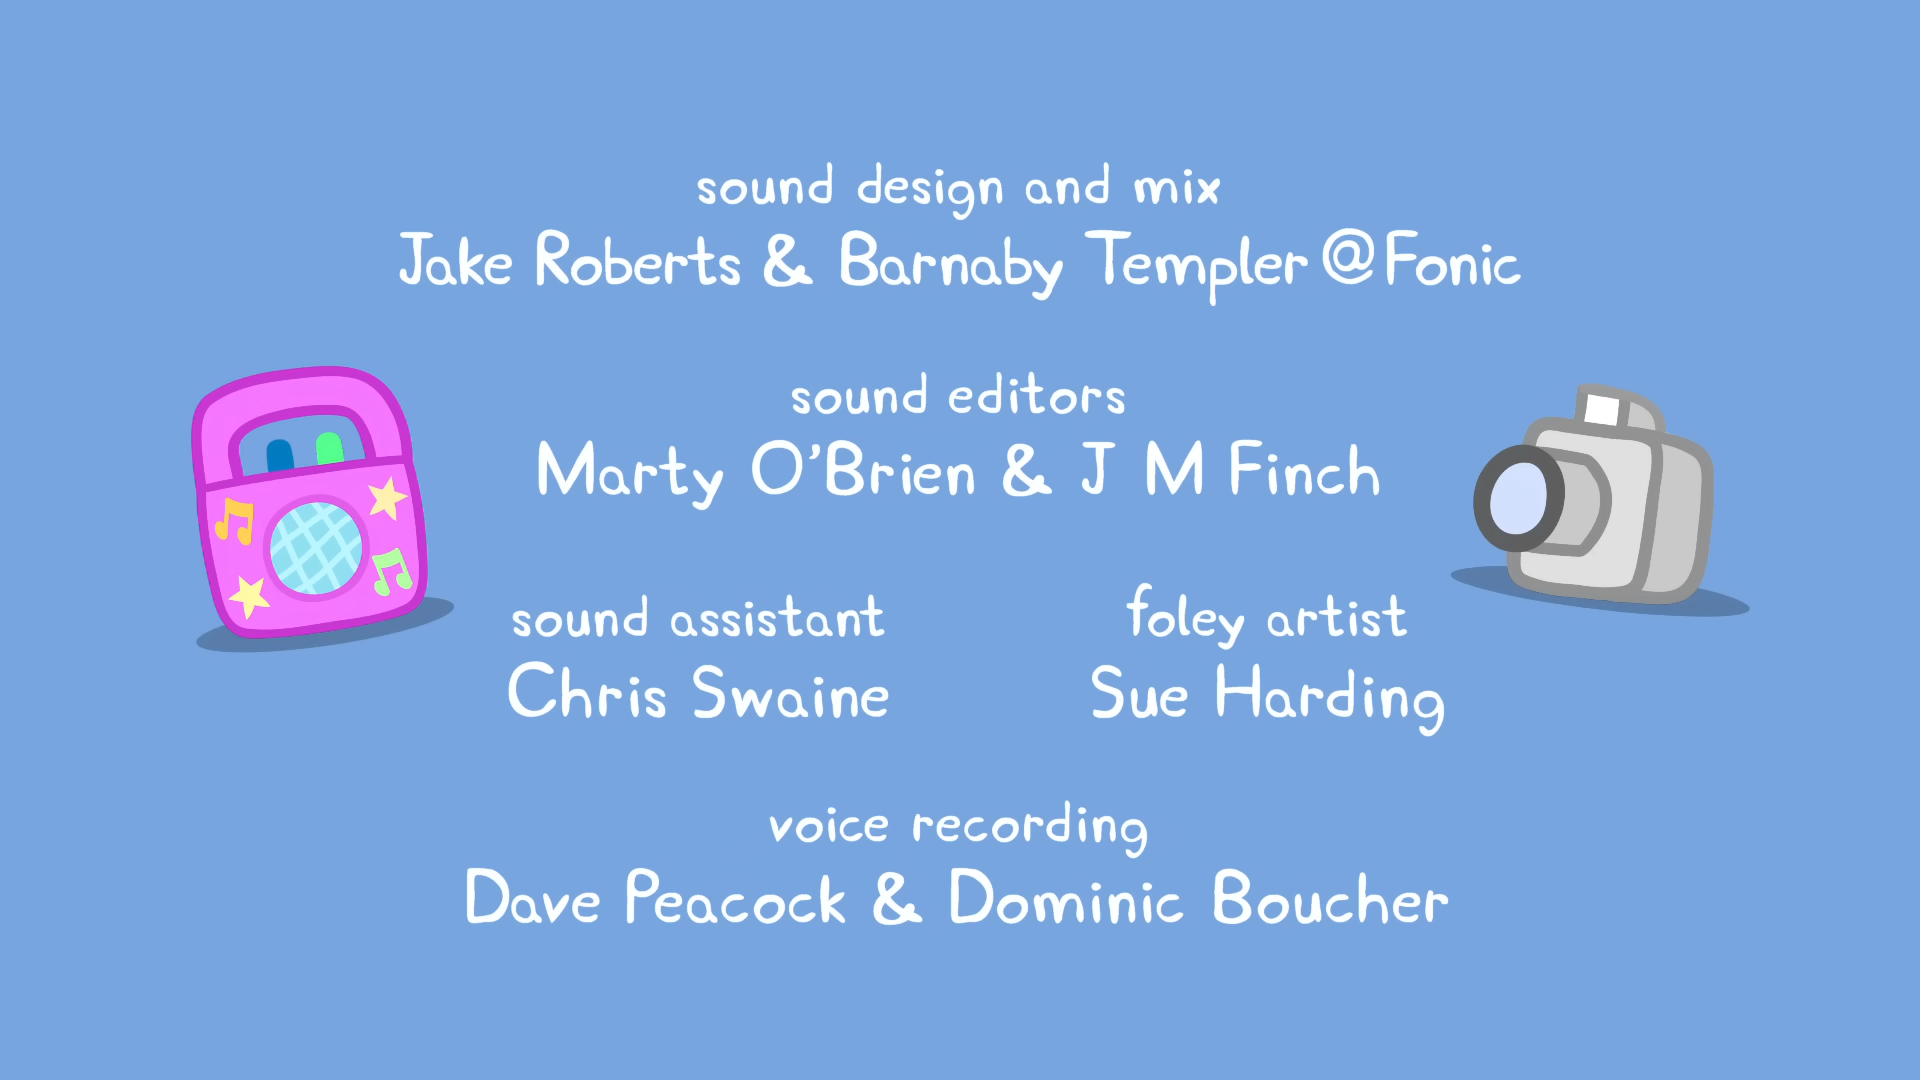 sound design and mix
Jake Roberts & Barnaby Templer @Fonic
sound editors
Marty O'Brien & J M Finch
sound assistant
Chris Swaine
foley artist
Sue Harding
voice recording
Dave Peacock & Dominic Boucher